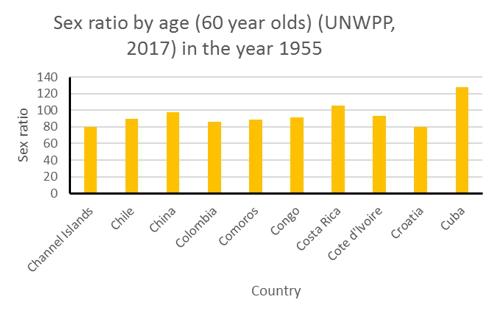 Sex ratio by age (60 year olds) (UNWPP,
2017) in the year 1955
140
120
100
80
60
40
20
0
Sex ratio
Channel Islands
Chile
China
Colombia
Comoros
Congo
Costa Rica
Cote d'Ivoire
Croatia
Cuba
Country